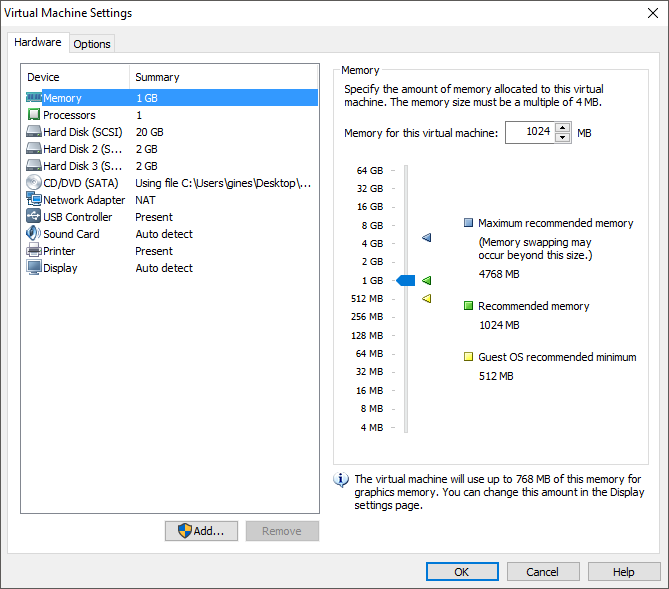 Virtual Machine Settings
Hardware
Options
Device Summary
Memory 1 GB
Processors 1
Hard Disk (SCSI) 20 GB
Hard Disk 2 (S... 2 GB
Hard Disk 3 (S... 2 GB
CD/DVD (SATA) Using file C:\Users\gines\Desktop\...
Network Adapter NAT
USB Controller Present
Sound Card Auto detect
Printer Present
Display Auto detect
Add...
Remove
Memory
Specify the amount of memory allocated to this virtual
machine. The memory size must be a multiple of 4 MB.
Memory for this virtual machine: 1024 MB
64 GB
32 GB
16 GB
8 GB
4 GB
2 GB
1 GB
512 MB
256 MB
128 MB
64 MB
32 MB
16 MB
8 MB
4 MB
Maximum recommended memory
(Memory swapping may
occur beyond this size.)
4768 MB
Recommended memory
1024 MB
Guest OS recommended minimum
512 MB
The virtual machine will use up to 768 MB of this memory for
graphics memory. You can change this amount in the Display
settings page.
OK
Cancel
Help